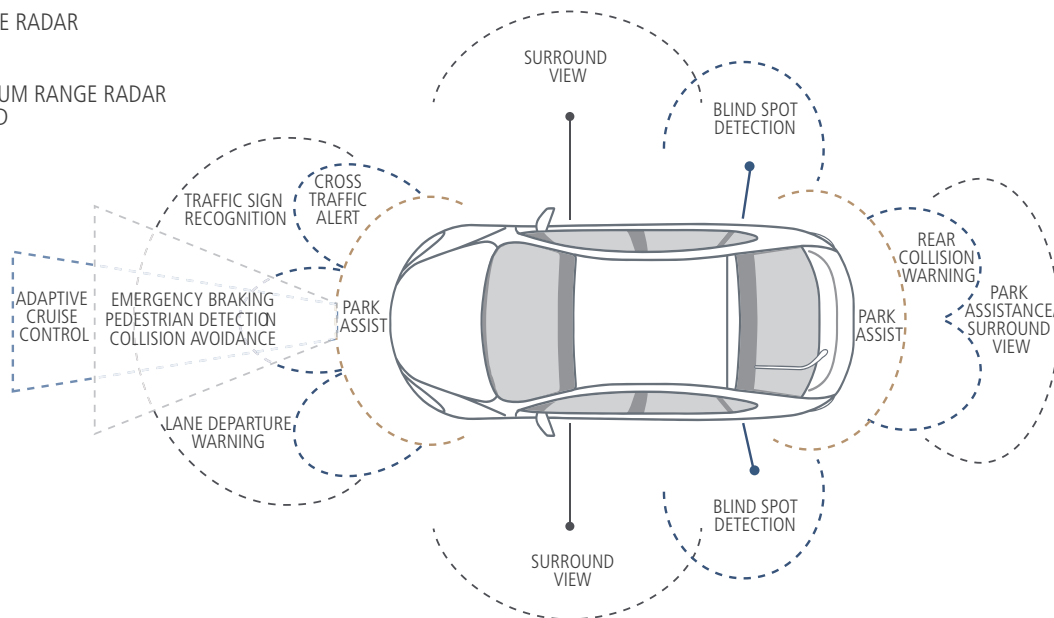 E RADAR
UM RANGE RADAR
SURROUND
VIEW
BLIND SPOT
DETECTION
TRAFFIC SIGN
RECOGNITION
CROSS
TRAFFIC
ALERT
ADAPTIVE
CRUISE
CONTROL
EMERGENCY BRAKING
PEDESTRIAN DETECTION
COLLISION AVOIDANCE
PARK
ASSIST
PARK
ASSIST
REAR
COLLISION
WARNING
PARK
ASSISTANCE/
SURROUND
VIEW
LANE DEPARTURE
WARNING
BLIND SPOT
DETECTION
SURROUND
VIEW